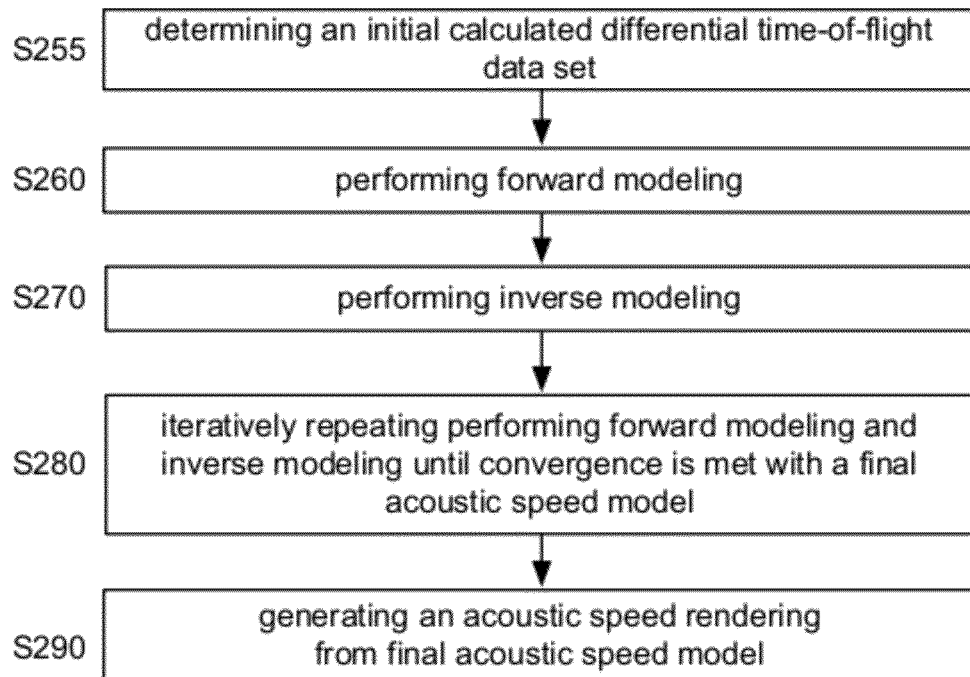 S255
determining an initial calculated differential time-of-flight
data set
S260
performing forward modeling
S270
performing inverse modeling
S280
iteratively repeating performing forward modeling and
inverse modeling until convergence is met with a final
acoustic speed model
S290
generating an acoustic speed rendering
from final acoustic speed model